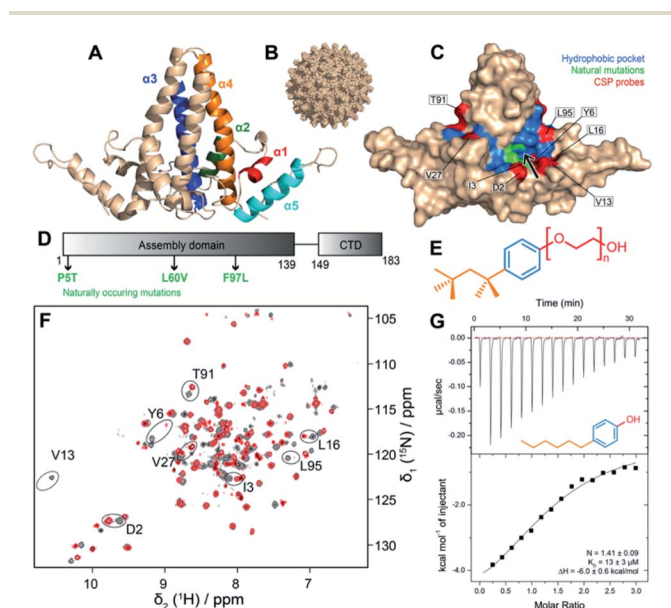 A
α3
α4
α2
α1
α5
B
C
Hydrophobic pocket
Natural mutations
CSP probes
T91
L95
Y6
L16
V27
I3
D2
V13
D
Assembly domain
CTD
1
139
149
183
P5T
L60V
F97L
Naturally occuring mutations
E
O
n
OH
F
104
110
120
130
T91
Y6
V13
V27
L16
L95
I3
D2
10
9
8
7
δ₂ (¹H) / ppm
δ₁ (¹⁵N) / ppm
G
Time (min)
0 5 10 15 20 25 30
0.00
-0.05
-0.10
-0.15
-0.20
µcal/sec
OH
-2.0
-4.0
kcal mol⁻¹ of injectant
N = 1.41 ± 0.09
K_D = 13 ± 3 µM
ΔH = -6.0 ± 0.6 kcal/mol
0.0 0.5 1.0 1.5 2.0 2.5 3.0
Molar Ratio